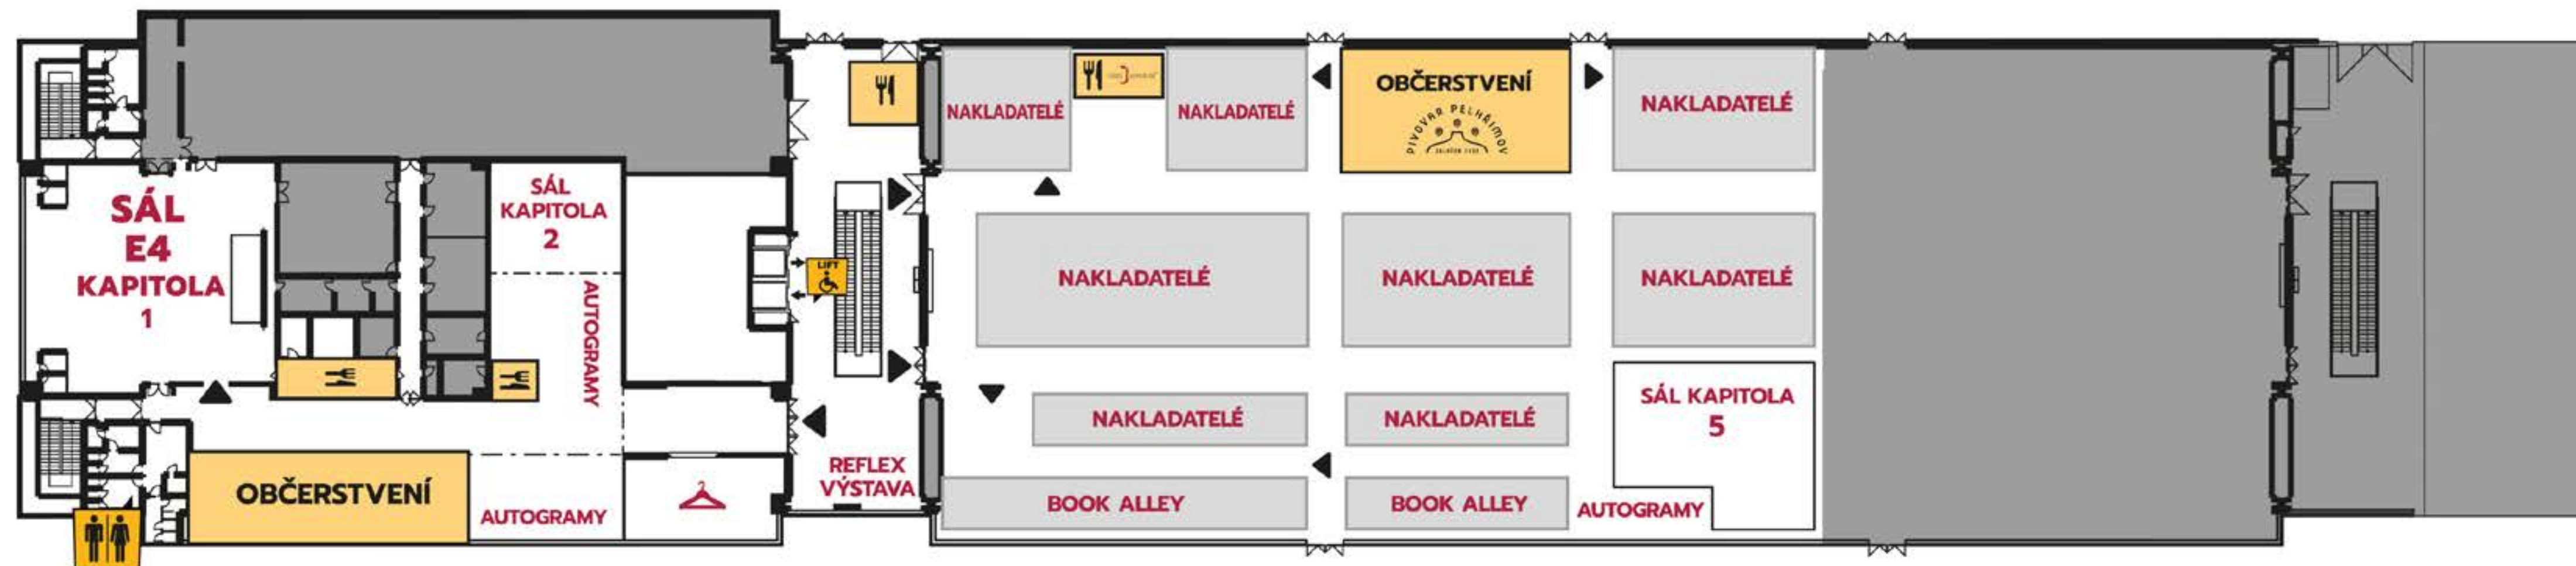 SÁL
E4
KAPITOLA
1
SÁL
KAPITOLA
2
AUTOGRAMY
OBČERSTVENÍ
AUTOGRAMY
LIFT
REFLEX
VÝSTAVA
NAKLADATELÉ
NAKLADATELÉ
OBČERSTVENÍ
PIVOVAR PELHŘIMOV
NAKLADATELÉ
NAKLADATELÉ
NAKLADATELÉ
NAKLADATELÉ
NAKLADATELÉ
NAKLADATELÉ
SÁL KAPITOLA
5
BOOK ALLEY
BOOK ALLEY
AUTOGRAMY